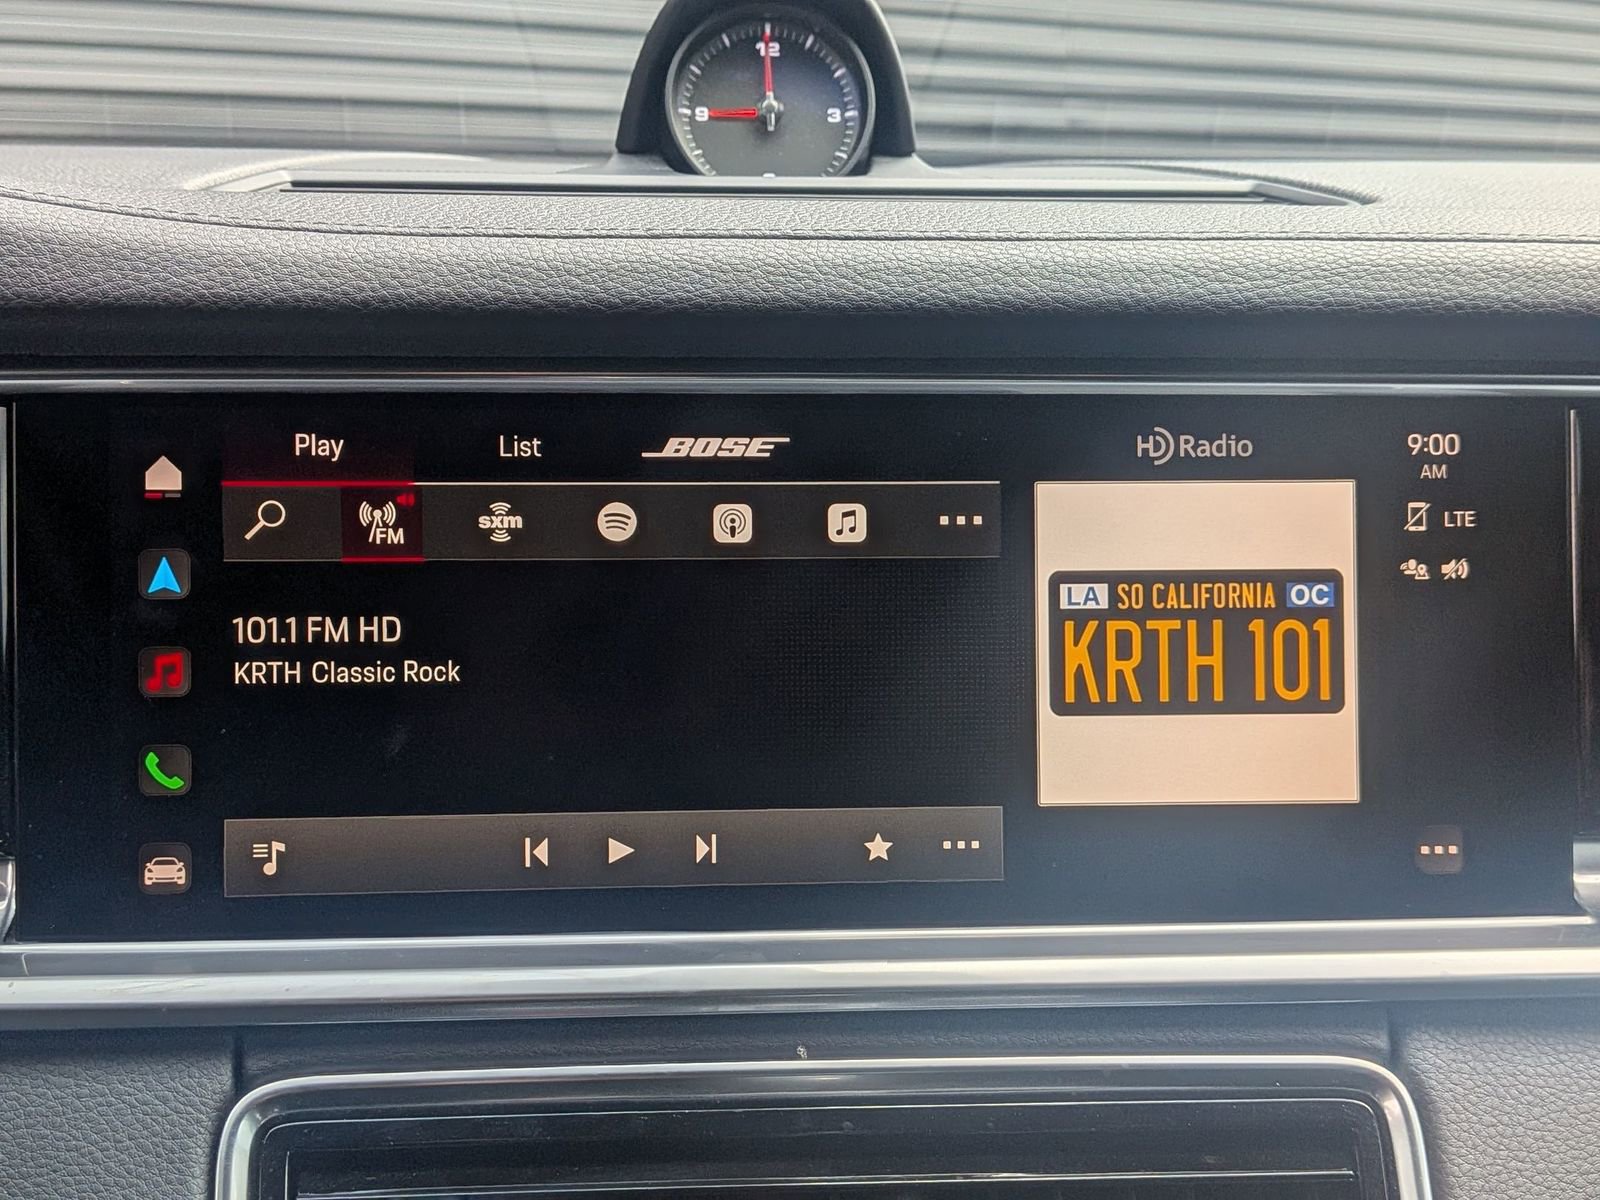 12
9
3
Play
List
BOSE
HD Radio
9:00
AM
FM
sxm
LTE
101.1 FM HD
KRTH Classic Rock
LA SO CALIFORNIA OC
KRTH 101